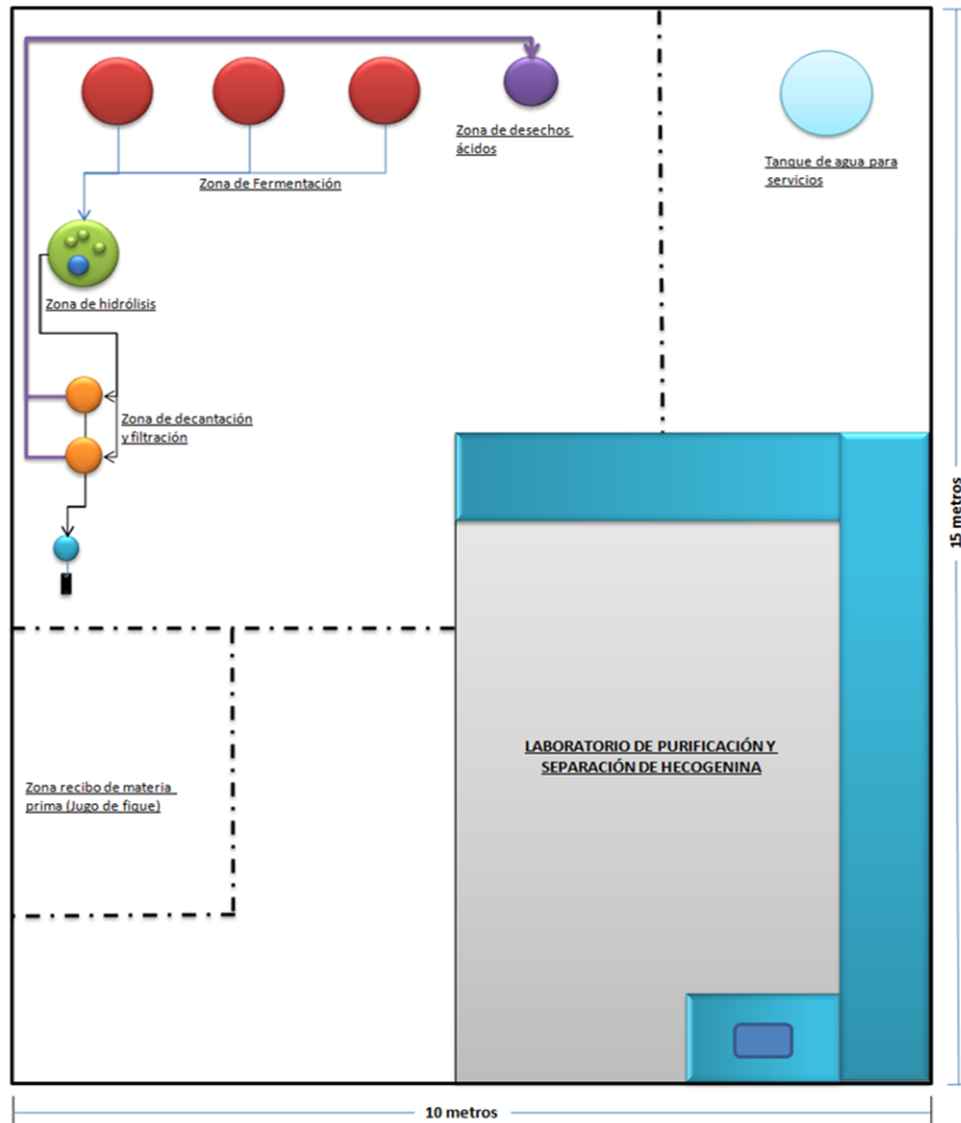 Zona de desechos
ácidos
Tanque de agua para
servicios
Zona de Fermentación
Zona de hidrólisis
Zona de decantación
y filtración
15 metros
LABORATORIO DE PURIFICACIÓN Y
SEPARACIÓN DE HECOGENINA
Zona recibo de materia
prima (Jugo de fique)
10 metros